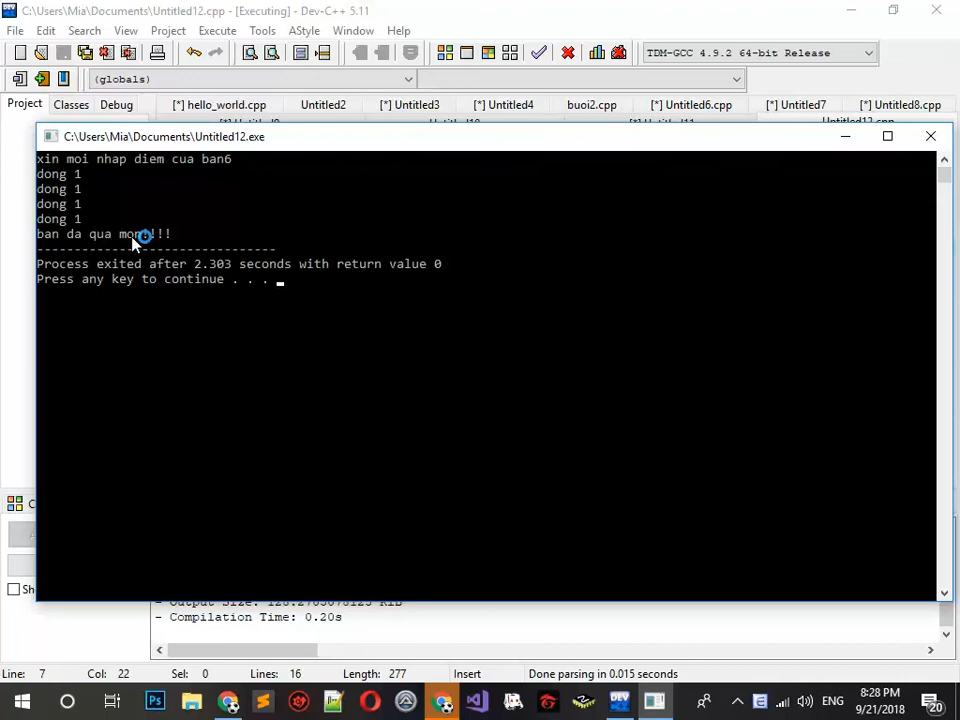 C:\Users\Mia\Documents\Untitled12.cpp - [Executing] - Dev-C++ 5.11
File Edit Search View Project Execute Tools AStyle Window Help
TDM-GCC 4.9.2 64-bit Release
(globals)
Project Classes Debug [*] hello_world.cpp Untitled2 [*] Untitled3 [*] Untitled4 buoi2.cpp [*] Untitled6.cpp [*] Untitled7 [*] Untitled8.cpp
C:\Users\Mia\Documents\Untitled12.exe
xin moi nhap diem cua ban6
dong 1
dong 1
dong 1
dong 1
ban da qua mon!!!!
--------------------------------
Process exited after 2.303 seconds with return value 0
Press any key to continue . . .
C
Sh
- Compilation Time: 0.20s
Line: 7 Col: 22 Sel: 0 Lines: 16 Length: 277 Insert Done parsing in 0.015 seconds
Ps ENG 8:28 PM
9/21/2018 20